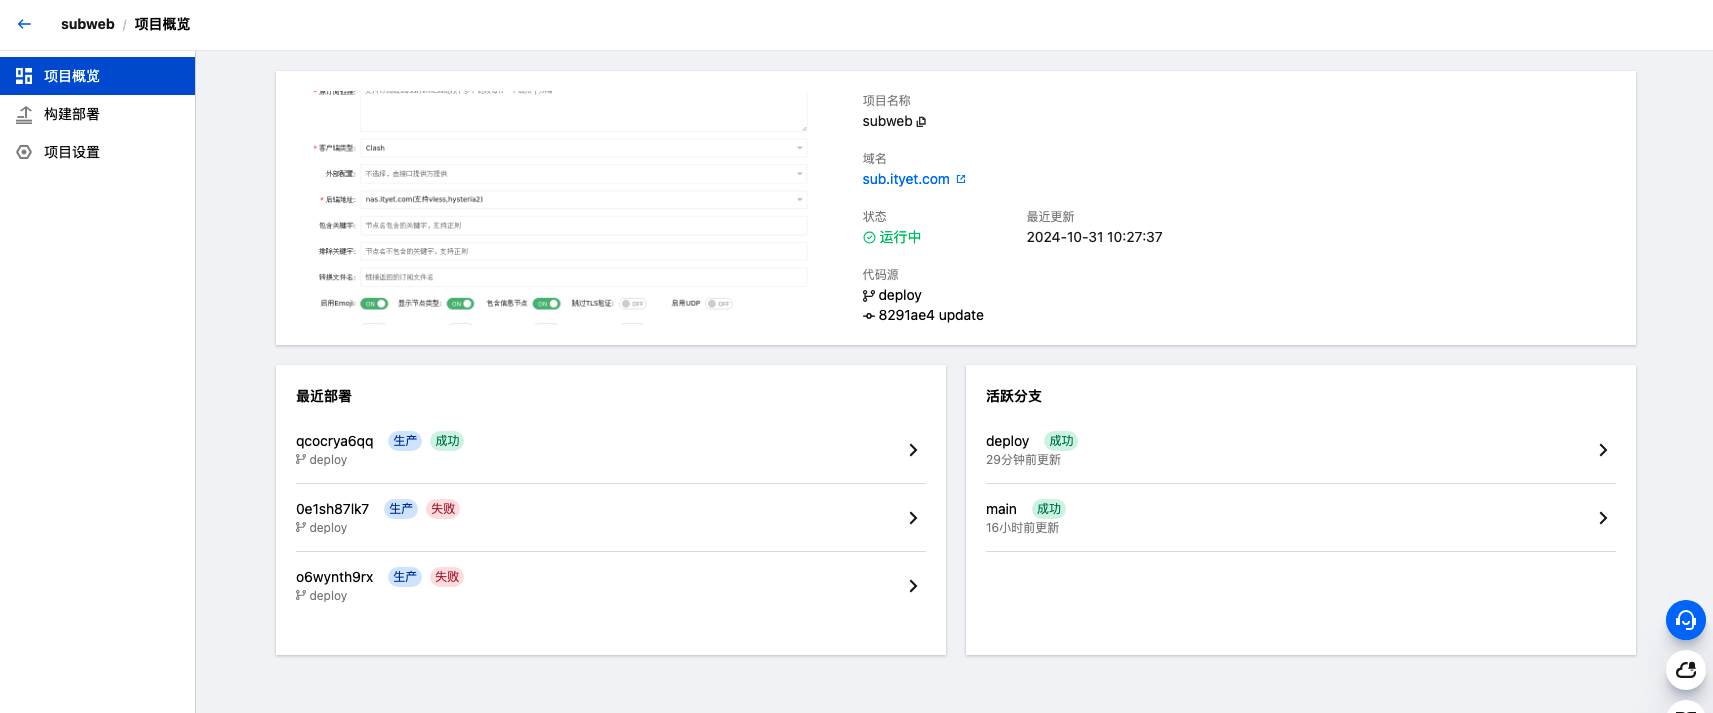 subweb / 项目概览
项目概览
构建部署
项目设置
* 客户端类型: Clash
外部配置: 不选择，由接口提供方提供
* 后端地址: nas.ityet.com(支持vless,hysteria2)
包含关键字: 节点名包含的关键字，支持正则
排除关键字: 节点名不包含的关键字，支持正则
转换文件名: 链接返回的订阅文件名
启用Emoji: ON 显示节点类型: ON 包含信息节点 ON 跳过TLS验证: OFF 启用UDP OFF
项目名称
subweb
域名
sub.ityet.com
状态
运行中
最近更新
2024-10-31 10:27:37
代码源
deploy
8291ae4 update
最近部署
qcocrya6qq 生产 成功
deploy
0e1sh87lk7 生产 失败
deploy
o6wynth9rx 生产 失败
deploy
活跃分支
deploy 成功
29分钟前更新
main 成功
16小时前更新